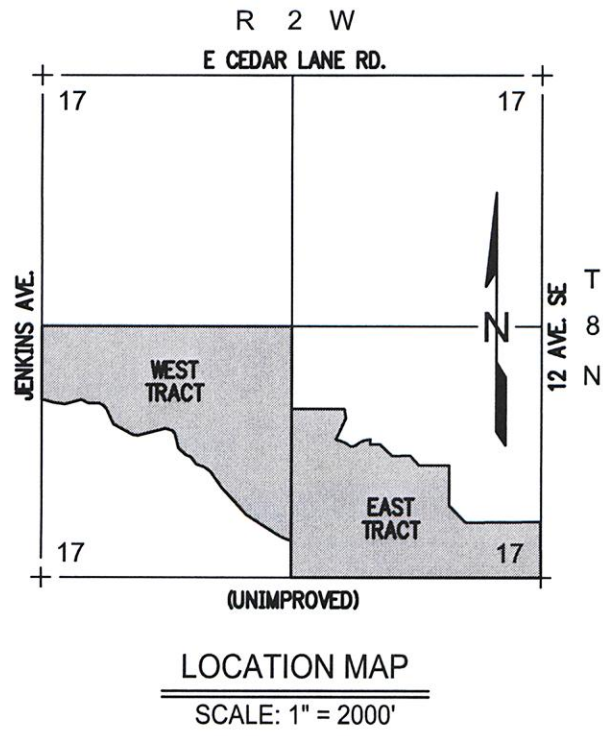 R 2 W
E CEDAR LANE RD.
17
17
JENKINS AVE.
12 AVE. SE
T
8
N
N
WEST
TRACT
EAST
TRACT
17
17
(UNIMPROVED)
LOCATION MAP
SCALE: 1" = 2000'